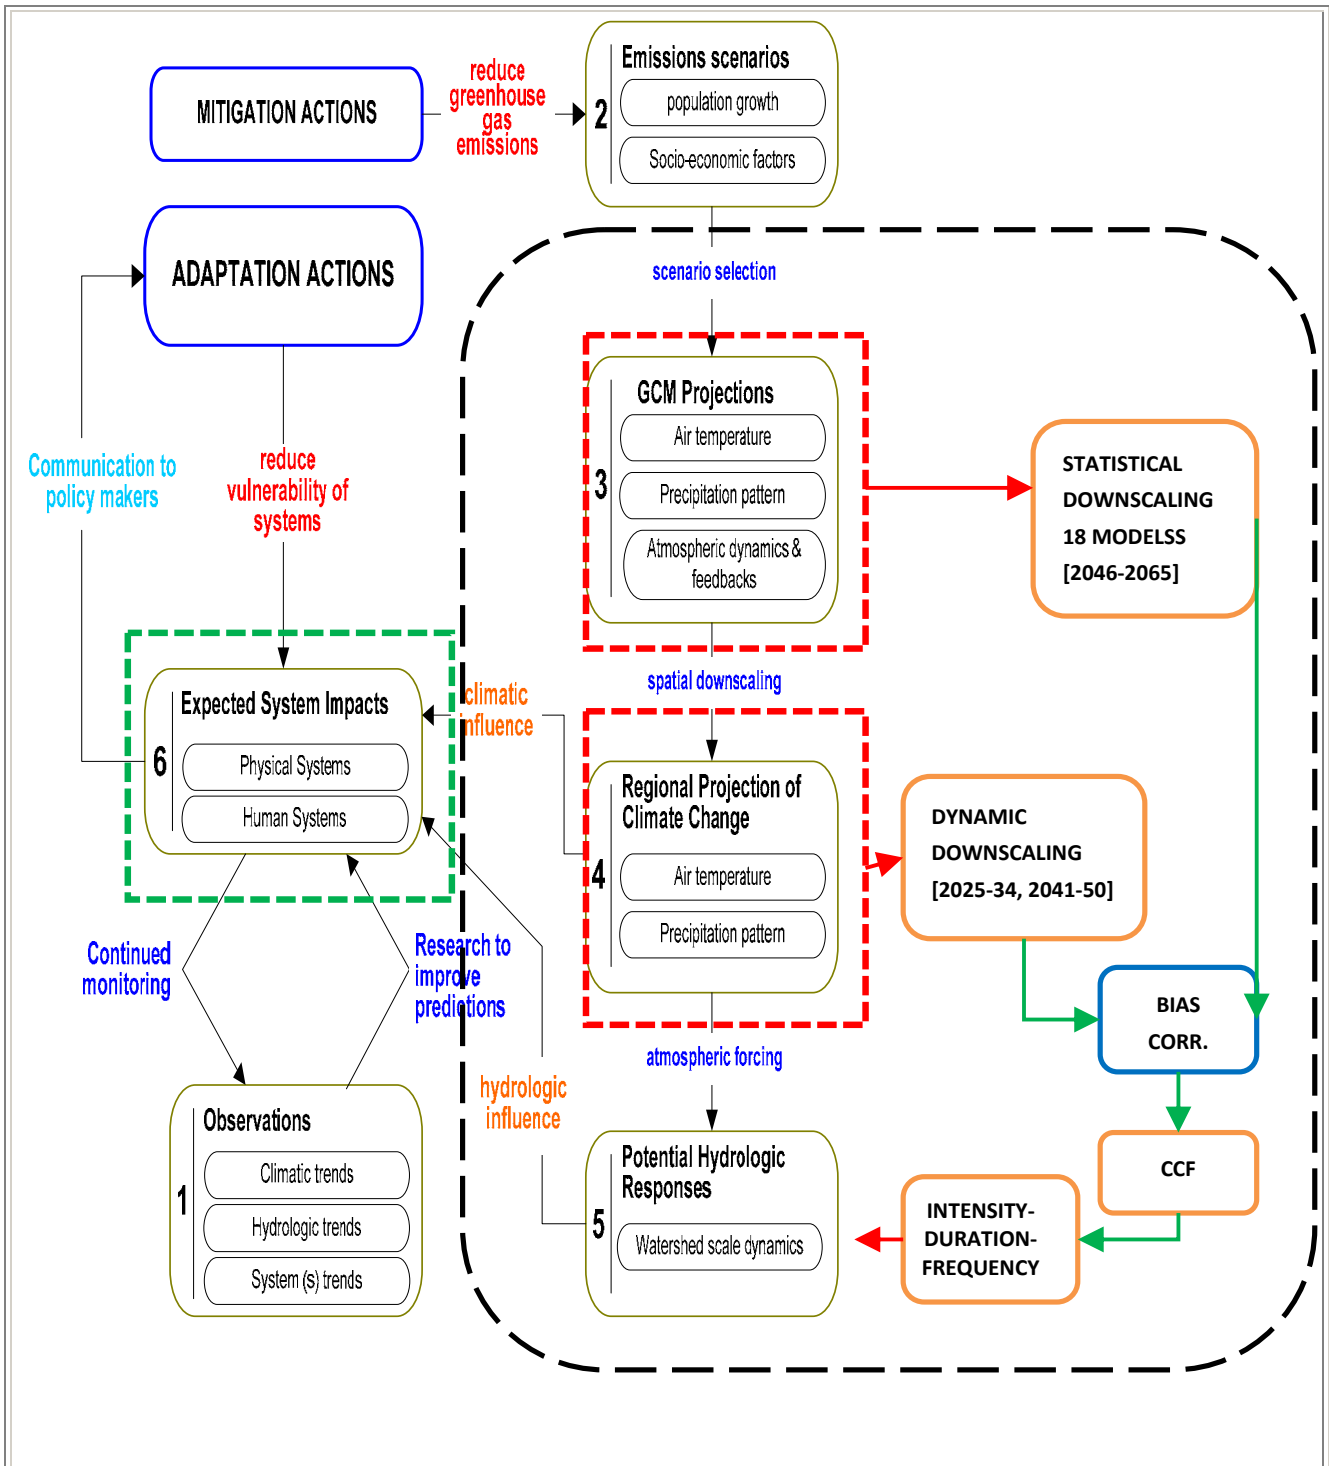 Emissions scenarios
population growth
Socio-economic factors
2
MITIGATION ACTIONS
reduce
greenhouse
gas
emissions
ADAPTATION ACTIONS
scenario selection
GCM Projections
Air temperature
Precipitation pattern
Atmospheric dynamics &
feedbacks
3
STATISTICAL
DOWNSCALING
18 MODELSS
[2046-2065]
Communication to
policy makers
reduce
vulnerability of
systems
spatial downscaling
Expected System Impacts
Physical Systems
Human Systems
6
climatic
influence
Regional Projection of
Climate Change
Air temperature
Precipitation pattern
4
DYNAMIC
DOWNSCALING
[2025-34, 2041-50]
Continued
monitoring
Research to
improve
predictions
BIAS
CORR.
atmospheric forcing
hydrologic
influence
Observations
Climatic trends
Hydrologic trends
System (s) trends
1
Potential Hydrologic
Responses
Watershed scale dynamics
5
CCF
INTENSITY-
DURATION-
FREQUENCY